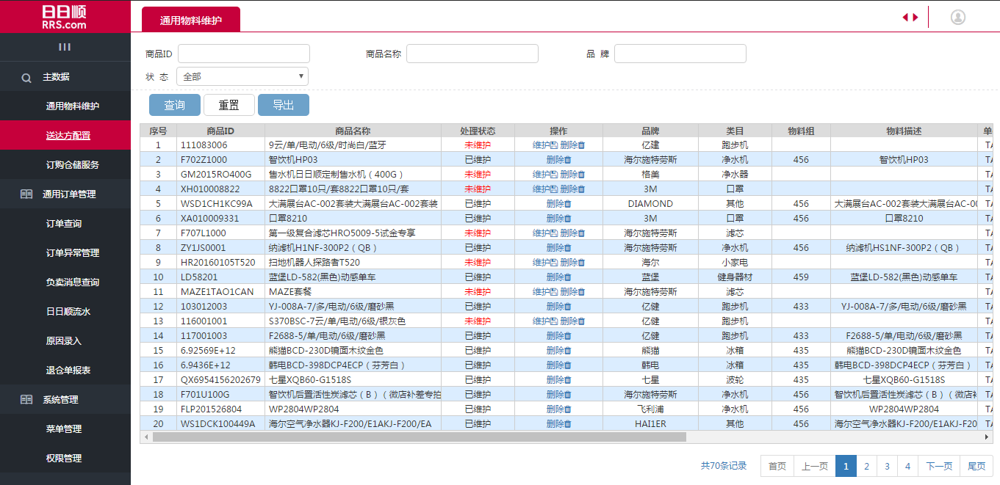 日日顺
RRS.com
主数据
通用物料维护
送达方配置
订购仓储服务
通用订单管理
订单查询
订单异常管理
负卖消息查询
日日顺流水
原因录入
退仓单报表
系统管理
菜单管理
权限管理
通用物料维护
商品ID 商品名称 品 牌
状 态 全部
查询 重置 导出
序号 商品ID 商品名称 处理状态 操作 品牌 类目 物料组 物料描述 单
1 111083006 9云/单/电动/6级/时尚白/蓝牙 未维护 维护 删除 亿建 跑步机 TA
2 F702Z1000 智饮机HP03 已维护 删除 海尔施特劳斯 净水机 456 智饮机HP03 TA
3 GM2015RO400G 售水机日日顺定制售水机（400G） 未维护 维护 删除 格美 净水器 TA
4 XH010008822 8822口罩10只/套8822口罩10只/套 未维护 维护 删除 3M 口罩 TA
5 WSD1CH1KC99A 大满展台AC-002套装大满展台AC-002套装 已维护 删除 DIAMOND 其他 456 大满展台AC-002套装大满展台AC-00 TA
6 XA010009331 口罩8210 已维护 删除 3M 口罩 456 口罩8210 TA
7 F707L1000 第一级复合滤芯HRO5009-5试金专享 未维护 维护 删除 海尔施特劳斯 滤芯 TA
8 ZY1JS0001 纳滤机H1NF-300P2（QB） 已维护 删除 海尔施特劳斯 净水机 456 纳滤机HS1NF-300P2（QB） TA
9 HR20160105T520 扫地机器人探路者T520 未维护 维护 删除 海尔 小家电 TA
10 LD58201 蓝堡LD-582(黑色)动感单车 已维护 删除 蓝堡 健身器材 459 蓝堡LD-582(黑色)动感单车 TA
11 MAZE1TAO1CAN MAZE套餐 未维护 维护 删除 海尔施特劳斯 滤芯 TA
12 103012003 YJ-008A-7/多/电动/6级/磨砂黑 已维护 删除 亿健 跑步机 433 YJ-008A-7/多/电动/6级/磨砂黑 TA
13 116001001 S370BSC-7云/单/电动/6级/银灰色 未维护 维护 删除 亿健 跑步机 TA
14 117001003 F2688-5/单/电动/6级/磨砂黑 已维护 删除 亿健 跑步机 433 F2688-5/单/电动/6级/磨砂黑 TA
15 6.92569E+12 熊猫BCD-230D镜面木纹金色 已维护 删除 熊猫 冰箱 435 熊猫BCD-230D镜面木纹金色 TA
16 6.9436E+12 韩电BCD-398DCP4ECP（芬芳白） 已维护 删除 韩电 冰箱 435 韩电BCD-398DCP4ECP（芬芳白） TA
17 QX6954156202679 七星XQB60-G1518S 已维护 删除 七星 波轮 435 七星XQB60-G1518S TA
18 F701U100G 智饮机后置活性炭滤芯（B）（微店补差专拍 已维护 删除 海尔施特劳斯 净水机 456 智饮机后置活性炭滤芯（B）（微店补 TA
19 FLP201526804 WP2804WP2804 已维护 删除 飞利浦 净水机 456 WP2804WP2804 TA
20 WS1DCK100449A 海尔空气净水器KJ-F200/E1AKJ-F200/EA 已维护 删除 HAI1ER 其他 456 海尔空气净水器KJ-F200/E1AKJ-F20 TA
共70条记录 首页 上一页 1 2 3 4 下一页 尾页